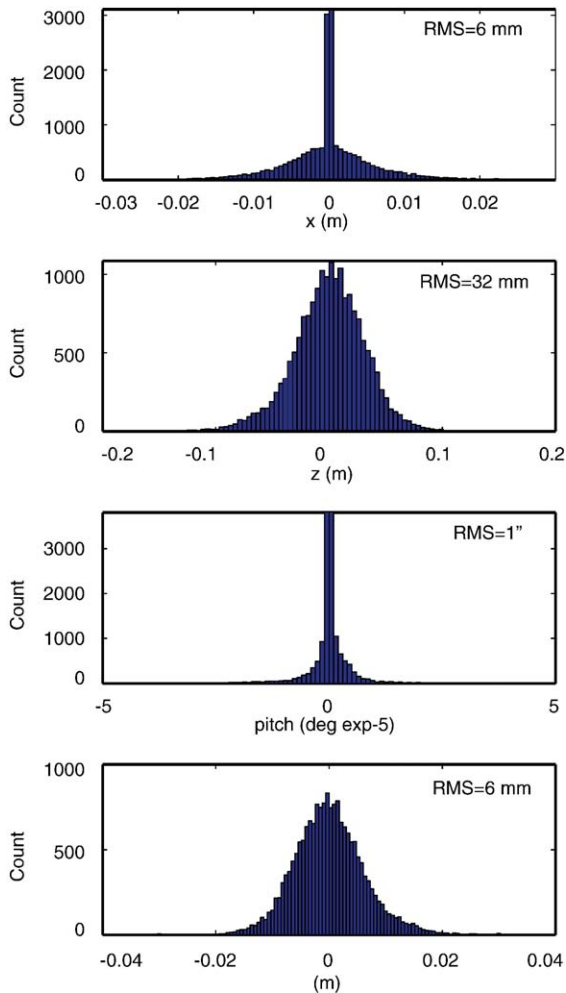 3000
RMS=6 mm
2000
Count
1000
0
-0.03 -0.02 -0.01 0 0.01 0.02
x (m)
1000
RMS=32 mm
Count
500
0
-0.2 -0.1 0 0.1 0.2
z (m)
3000
RMS=1”
2000
Count
1000
0
-5 0 5
pitch (deg exp-5)
1000
RMS=6 mm
Count
500
0
-0.04 -0.02 0 0.02 0.04
(m)